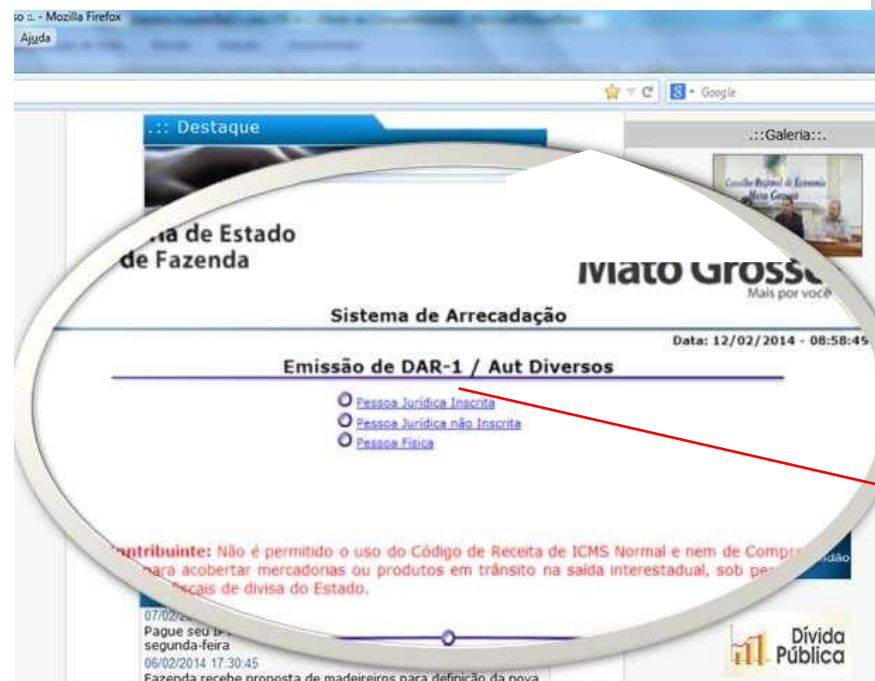 so ::. - Mozilla Firefox
Ajuda
Google
.:: Destaque
.::Galeria::.
Conselho Regional de Economia
Mato Grosso
ria de Estado
de Fazenda
Mato Grosso
Mais por você
Sistema de Arrecadação
Data: 12/02/2014 - 08:58:49
Emissão de DAR-1 / Aut Diversos
Pessoa Jurídica Inscrita
Pessoa Jurídica não Inscrita
Pessoa Física
ntribuinte: Não é permitido o uso do Código de Receita de ICMS Normal e nem de Compr
para acobertar mercadorias ou produtos em trânsito na saída interestadual, sob pe
fiscais de divisa do Estado.
dão
07/02/2
Pague seu IP
segunda-feira
06/02/2014 17:30:45
Fazenda recebe proposta de madeireiros para definição da nova
Dívida
Pública